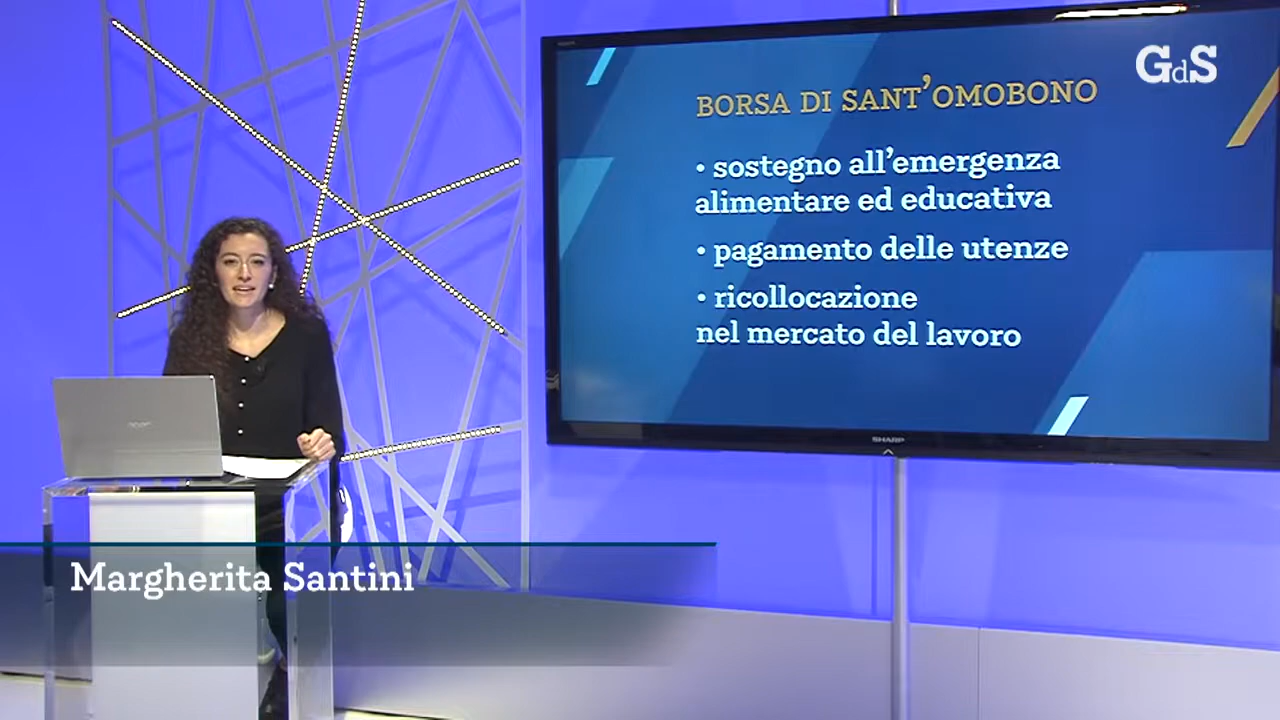 GdS
BORSA DI SANT'OMOBONO
• sostegno all'emergenza
alimentare ed educativa
• pagamento delle utenze
• ricollocazione
nel mercato del lavoro
SHARP
Margherita Santini